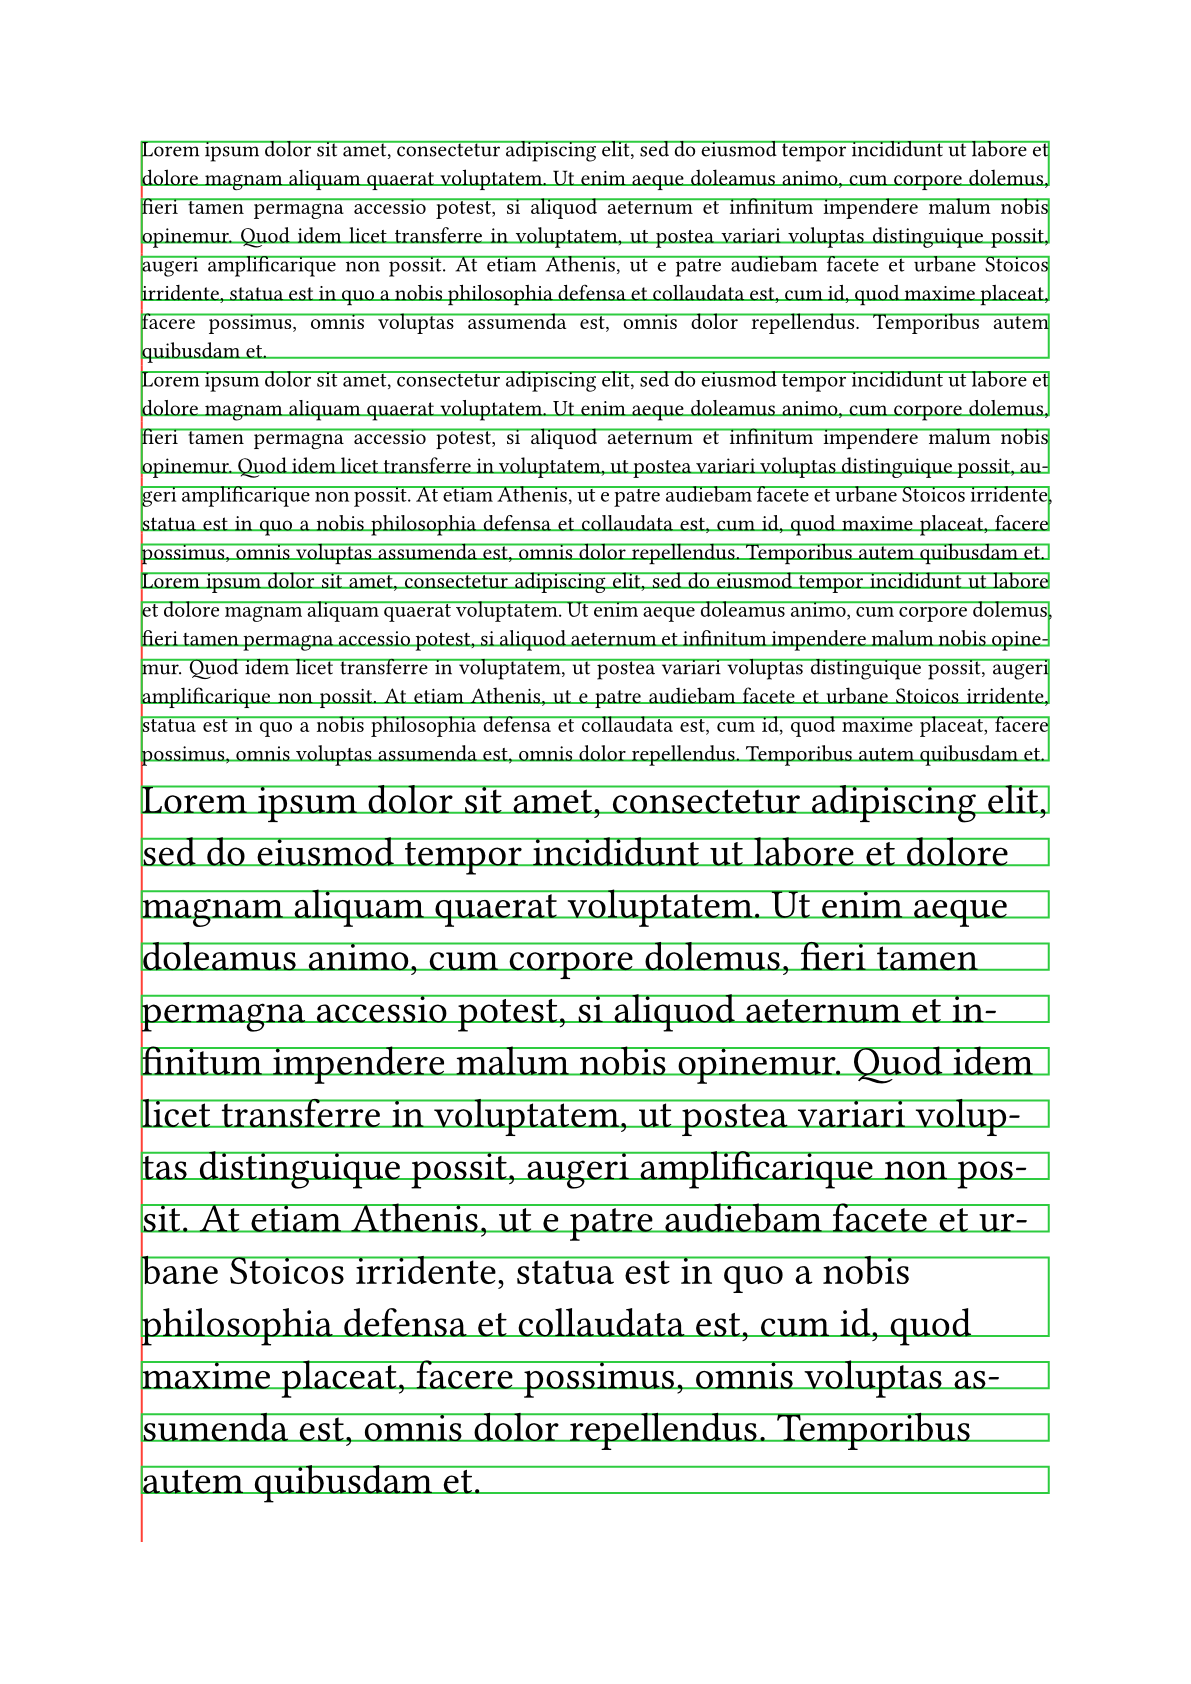 Lorem ipsum dolor sit amet, consectetur adipiscing elit, sed do eiusmod tempor incididunt ut labore et
dolore magnam aliquam quaerat voluptatem. Ut enim aeque doleamus animo, cum corpore dolemus,
fieri tamen permagna accessio potest, si aliquod aeternum et infinitum impendere malum nobis
opinemur. Quod idem licet transferre in voluptatem, ut postea variari voluptas distinguique possit,
augeri amplificarique non possit. At etiam Athenis, ut e patre audiebam facete et urbane Stoicos
irridente, statua est in quo a nobis philosophia defensa et collaudata est, cum id, quod maxime placeat,
facere possimus, omnis voluptas assumenda est, omnis dolor repellendus. Temporibus autem
quibusdam et.
Lorem ipsum dolor sit amet, consectetur adipiscing elit, sed do eiusmod tempor incididunt ut labore et
dolore magnam aliquam quaerat voluptatem. Ut enim aeque doleamus animo, cum corpore dolemus,
fieri tamen permagna accessio potest, si aliquod aeternum et infinitum impendere malum nobis
opinemur. Quod idem licet transferre in voluptatem, ut postea variari voluptas distinguique possit, au-
geri amplificarique non possit. At etiam Athenis, ut e patre audiebam facete et urbane Stoicos irridente,
statua est in quo a nobis philosophia defensa et collaudata est, cum id, quod maxime placeat, facere
possimus, omnis voluptas assumenda est, omnis dolor repellendus. Temporibus autem quibusdam et.
Lorem ipsum dolor sit amet, consectetur adipiscing elit, sed do eiusmod tempor incididunt ut labore
et dolore magnam aliquam quaerat voluptatem. Ut enim aeque doleamus animo, cum corpore dolemus,
fieri tamen permagna accessio potest, si aliquod aeternum et infinitum impendere malum nobis opine-
mur. Quod idem licet transferre in voluptatem, ut postea variari voluptas distinguique possit, augeri
amplificarique non possit. At etiam Athenis, ut e patre audiebam facete et urbane Stoicos irridente,
statua est in quo a nobis philosophia defensa et collaudata est, cum id, quod maxime placeat, facere
possimus, omnis voluptas assumenda est, omnis dolor repellendus. Temporibus autem quibusdam et.
Lorem ipsum dolor sit amet, consectetur adipiscing elit,
sed do eiusmod tempor incididunt ut labore et dolore
magnam aliquam quaerat voluptatem. Ut enim aeque
doleamus animo, cum corpore dolemus, fieri tamen
permagna accessio potest, si aliquod aeternum et in-
finitum impendere malum nobis opinemur. Quod idem
licet transferre in voluptatem, ut postea variari volup-
tas distinguique possit, augeri amplificarique non pos-
sit. At etiam Athenis, ut e patre audiebam facete et ur-
bane Stoicos irridente, statua est in quo a nobis
philosophia defensa et collaudata est, cum id, quod
maxime placeat, facere possimus, omnis voluptas as-
sumenda est, omnis dolor repellendus. Temporibus
autem quibusdam et.